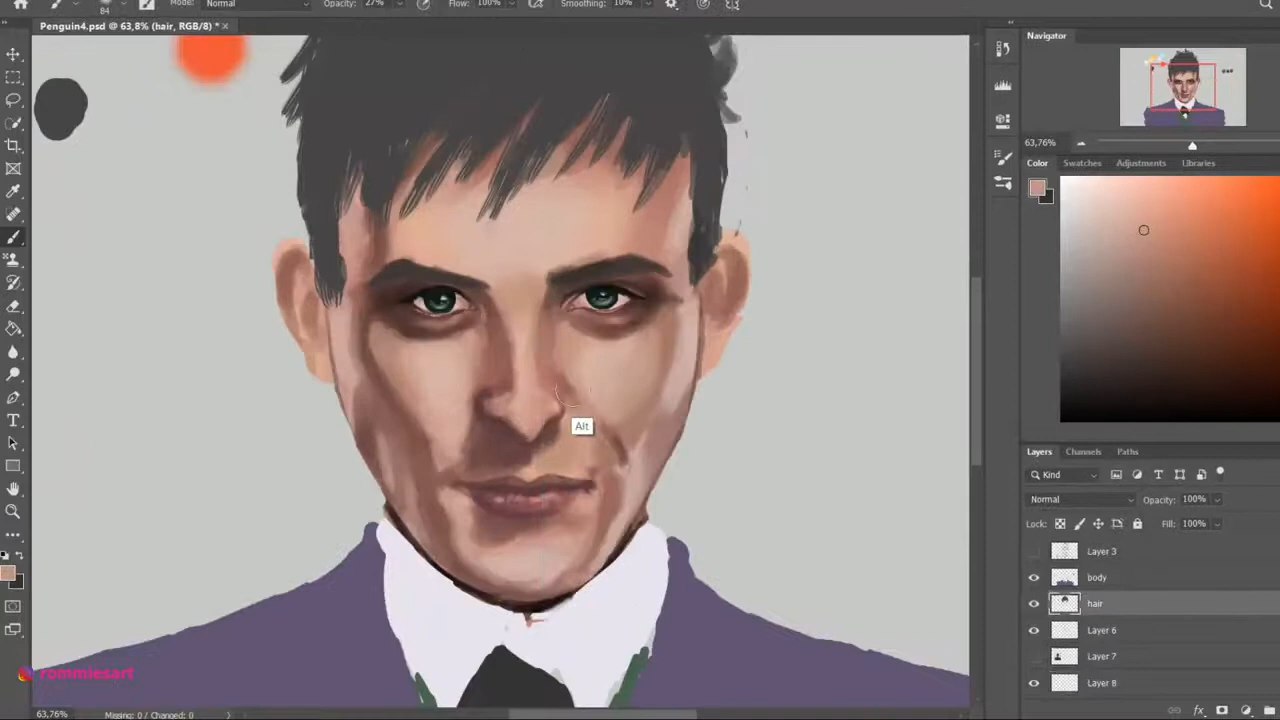 84 Mode: Normal Opacity: 27% Flow: 100% Smoothing: 10%
Penguin4.psd @ 63,8% (hair, RGB/8) * ×
Navigator
63,76%
Color Swatches Adjustments Libraries
Alt
Layers Channels Paths
Kind
Normal Opacity: 100%
Lock: Fill: 100%
Layer 3
body
hair
Layer 6
Layer 7
Layer 8
rommiesart
63,76% Missing: 0 / Changed: 0